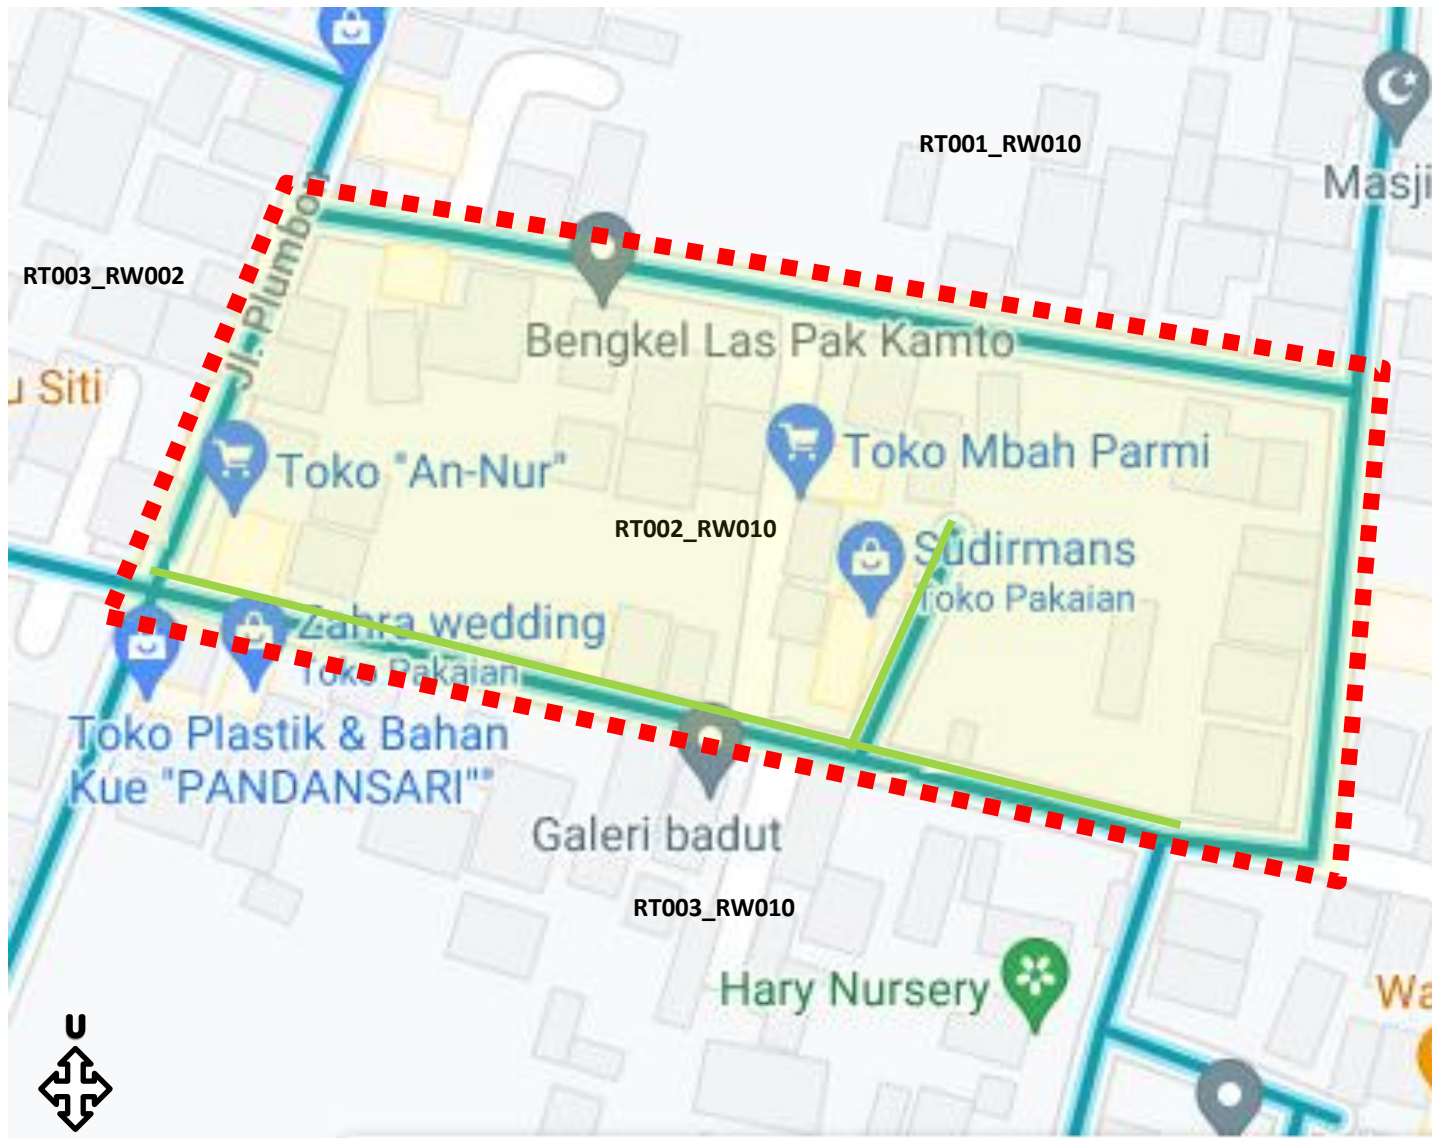 RT001_RW010
Masji
Jl. Plumbon
RT003_RW002
Bengkel Las Pak Kamto
u Siti
Toko "An-Nur"
Toko Mbah Parmi
RT002_RW010
Sudirmans
Toko Pakaian
Zahra wedding
Toko Pakaian
Toko Plastik & Bahan
Kue "PANDANSARI""
Galeri badut
RT003_RW010
Hary Nursery
Wa
U